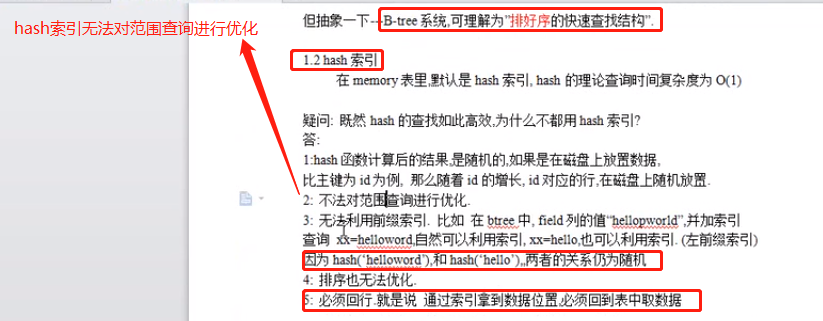 hash索引无法对范围查询进行优化
但抽象一下---B-tree系统,可理解为"排好序的快速查找结构".
1.2 hash 索引
在 memory 表里,默认是 hash 索引, hash 的理论查询时间复杂度为 O(1)
疑问: 既然 hash 的查找如此高效,为什么不都用 hash 索引?
答:
1:hash 函数计算后的结果,是随机的,如果是在磁盘上放置数据,
比主键为 id 为例, 那么随着 id 的增长, id 对应的行,在磁盘上随机放置.
2: 不法对范围查询进行优化.
3: 无法利用前缀索引. 比如 在 btree 中, field 列的值“hellopworld”,并加索引
查询 xx=helloword,自然可以利用索引, xx=hello,也可以利用索引. (左前缀索引)
因为 hash(‘helloword’),和 hash(‘hello’),,两者的关系仍为随机
4: 排序也无法优化.
5: 必须回行.就是说 通过索引拿到数据位置,必须回到表中取数据